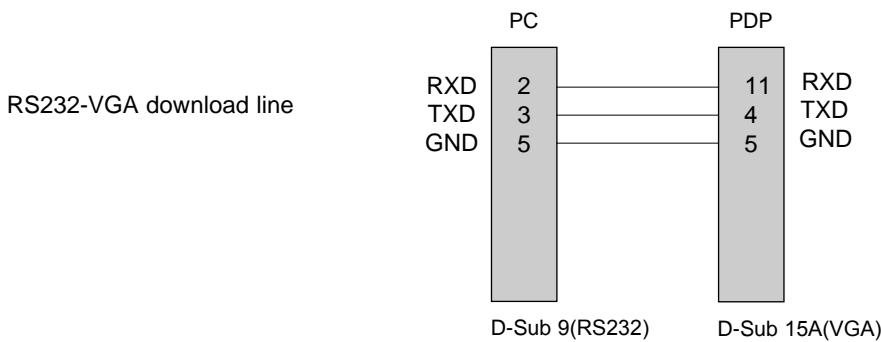 PC PDP
RXD 2 11 RXD
RS232-VGA download line TXD 3 4 TXD
GND 5 5 GND
D-Sub 9(RS232) D-Sub 15A(VGA)